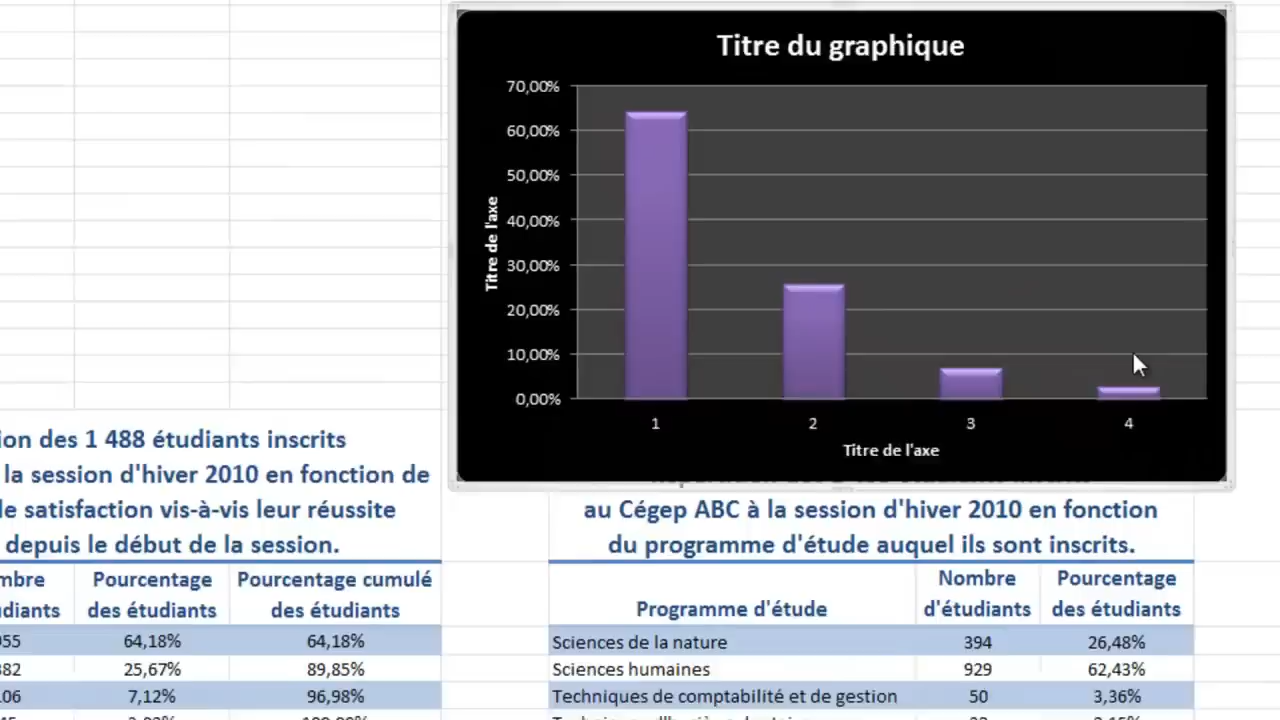 Titre du graphique
70,00%
60,00%
50,00%
40,00%
30,00%
20,00%
10,00%
0,00%
Titre de l'axe
1 2 3 4
Titre de l'axe
ion des 1 488 étudiants inscrits
la session d'hiver 2010 en fonction de
de satisfaction vis-à-vis leur réussite
depuis le début de la session.
mbre Pourcentage Pourcentage cumulé
udiants des étudiants des étudiants
055 64,18% 64,18%
382 25,67% 89,85%
106 7,12% 96,98%
au Cégep ABC à la session d'hiver 2010 en fonction
du programme d'étude auquel ils sont inscrits.
Nombre Pourcentage
Programme d'étude d'étudiants des étudiants
Sciences de la nature 394 26,48%
Sciences humaines 929 62,43%
Techniques de comptabilité et de gestion 50 3,36%